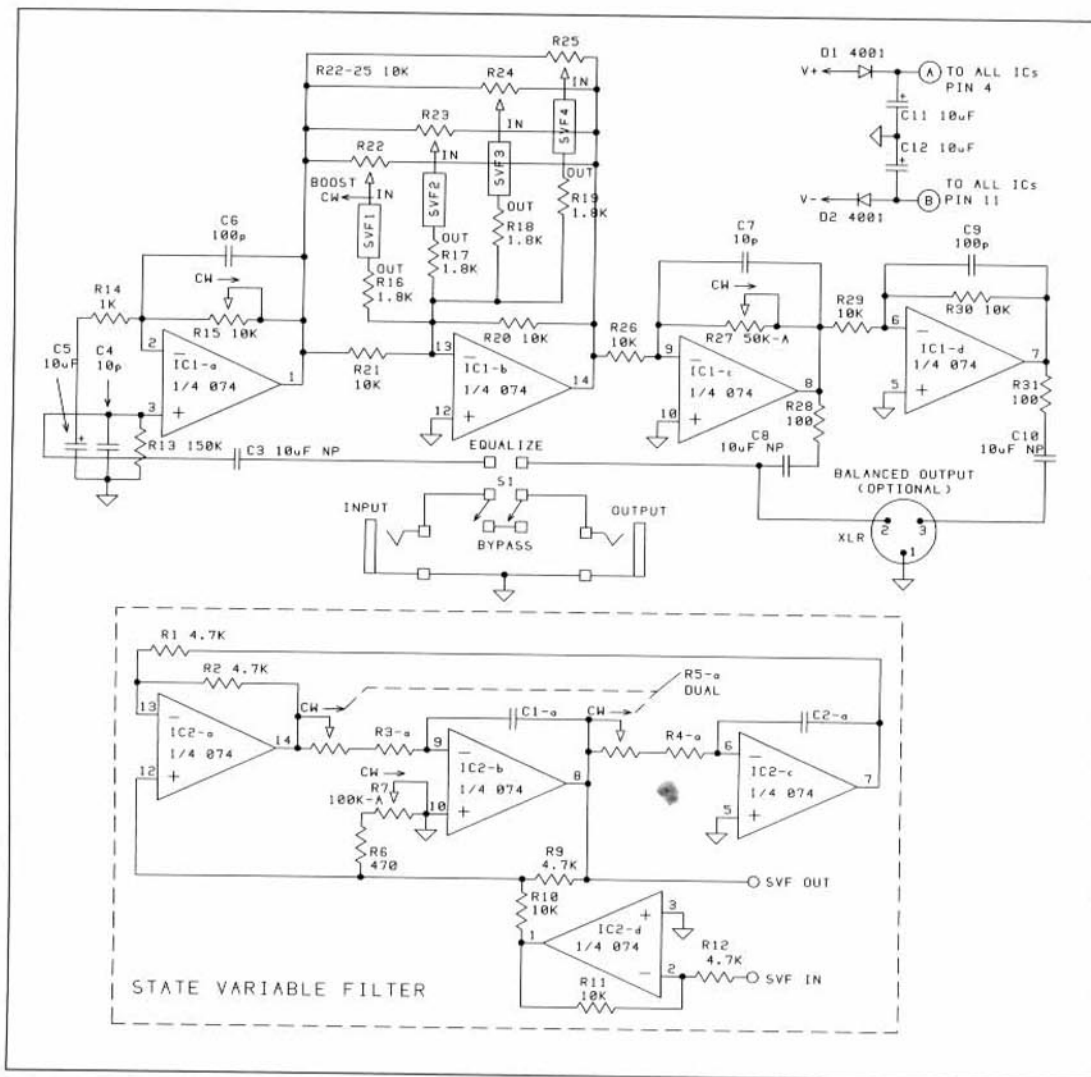 R25
R22-25 10K
R24
IN
R23
IN
R22
IN
BOOST
CW
IN
SVF1
SVF2
SVF3
SVF4
OUT
R16
1.8K
OUT
R17
1.8K
OUT
R18
1.8K
OUT
R19
1.8K
D1 4001
V+
A
TO ALL ICs
PIN 4
C11 10uF
C12 10uF
V-
B
TO ALL ICs
PIN 11
D2 4001
C6
100p
CW
R14
1K
R15 10K
C5
10uF
C4
10p
2
−
IC1-a
1/4 074
1
3
+
R13 150K
R21
10K
R20 10K
13
−
IC1-b
1/4 074
14
12
+
R26
10K
C7
10p
CW
R27 50K-A
9
−
IC1-c
1/4 074
8
10
+
R28
100
C8
10uF NP
R29
10K
C9
100p
R30 10K
6
−
IC1-d
1/4 074
7
5
+
R31
100
C10
10uF NP
C3 10uF NP
EQUALIZE
S1
INPUT
BYPASS
OUTPUT
BALANCED OUTPUT
(OPTIONAL)
2
3
1
XLR
R1 4.7K
R2 4.7K
R5-a
DUAL
13
−
IC2-a
1/4 074
14
12
+
CW
R3-a
C1-a
CW
R7
100K-A
9
−
IC2-b
1/4 074
8
10
+
R6
470
CW
R4-a
C2-a
6
−
IC2-c
1/4 074
7
5
+
R9
4.7K
SVF OUT
R10
10K
1
IC2-d
1/4 074
+
3
−
2
R12
4.7K
SVF IN
R11
10K
STATE VARIABLE FILTER